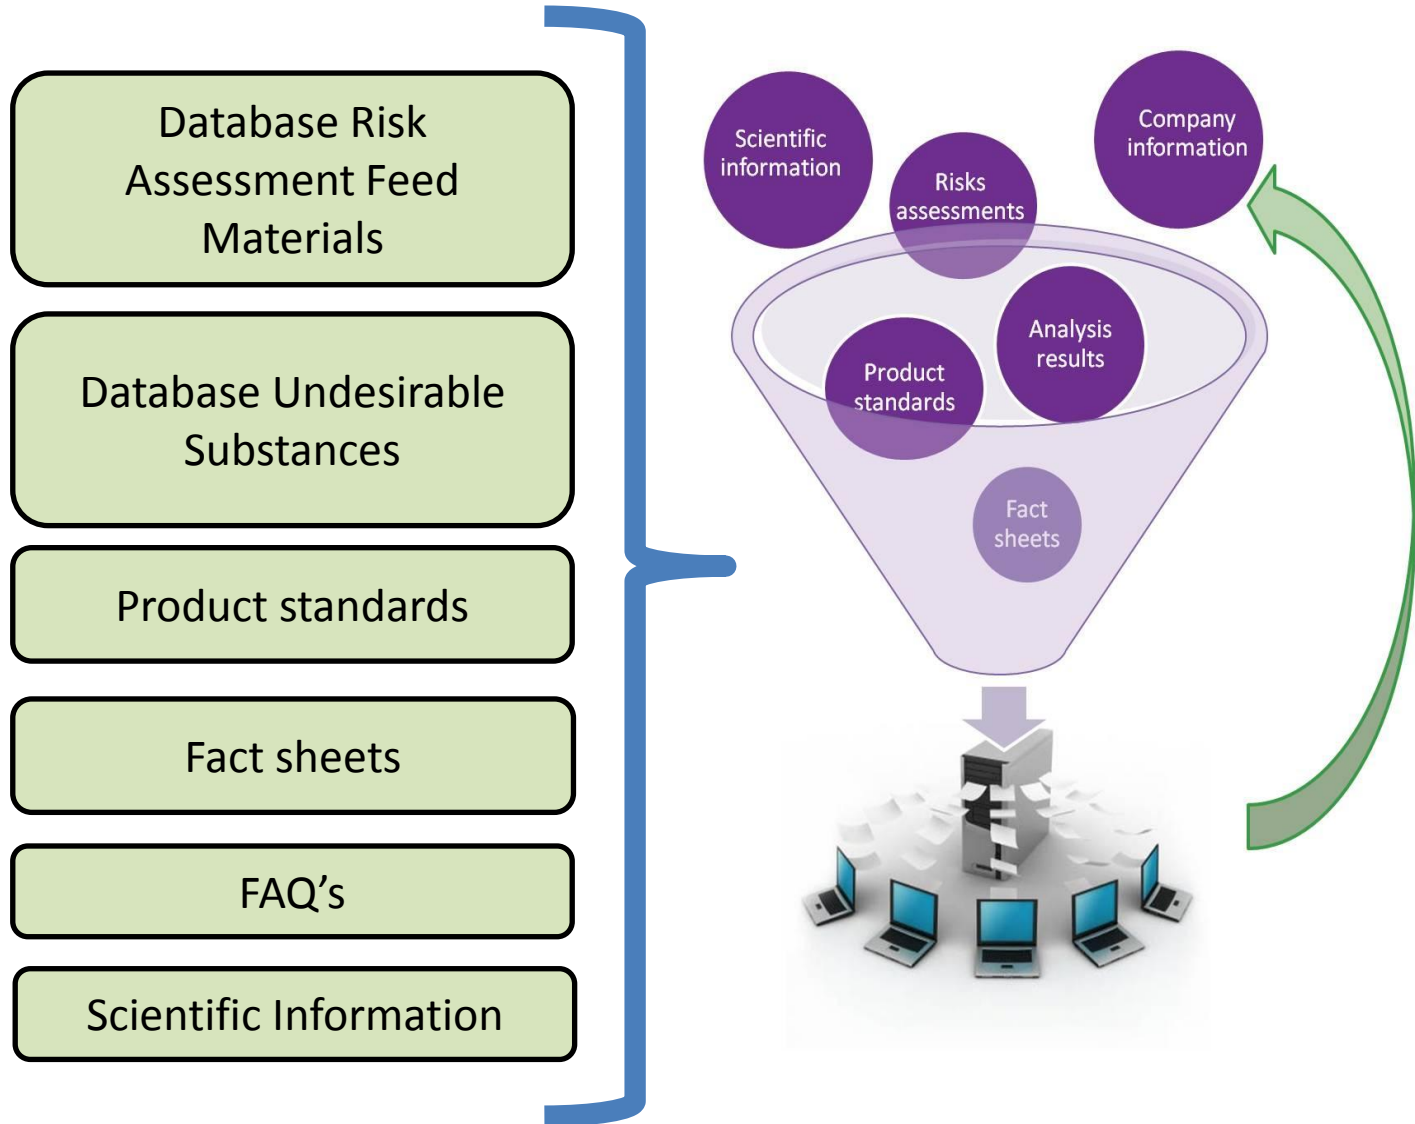 Database Risk
Assessment Feed
Materials
Database Undesirable
Substances
Product standards
Fact sheets
FAQ’s
Scientific Information
Scientific
information
Risks
assessments
Company
information
Analysis
results
Product
standards
Fact
sheets